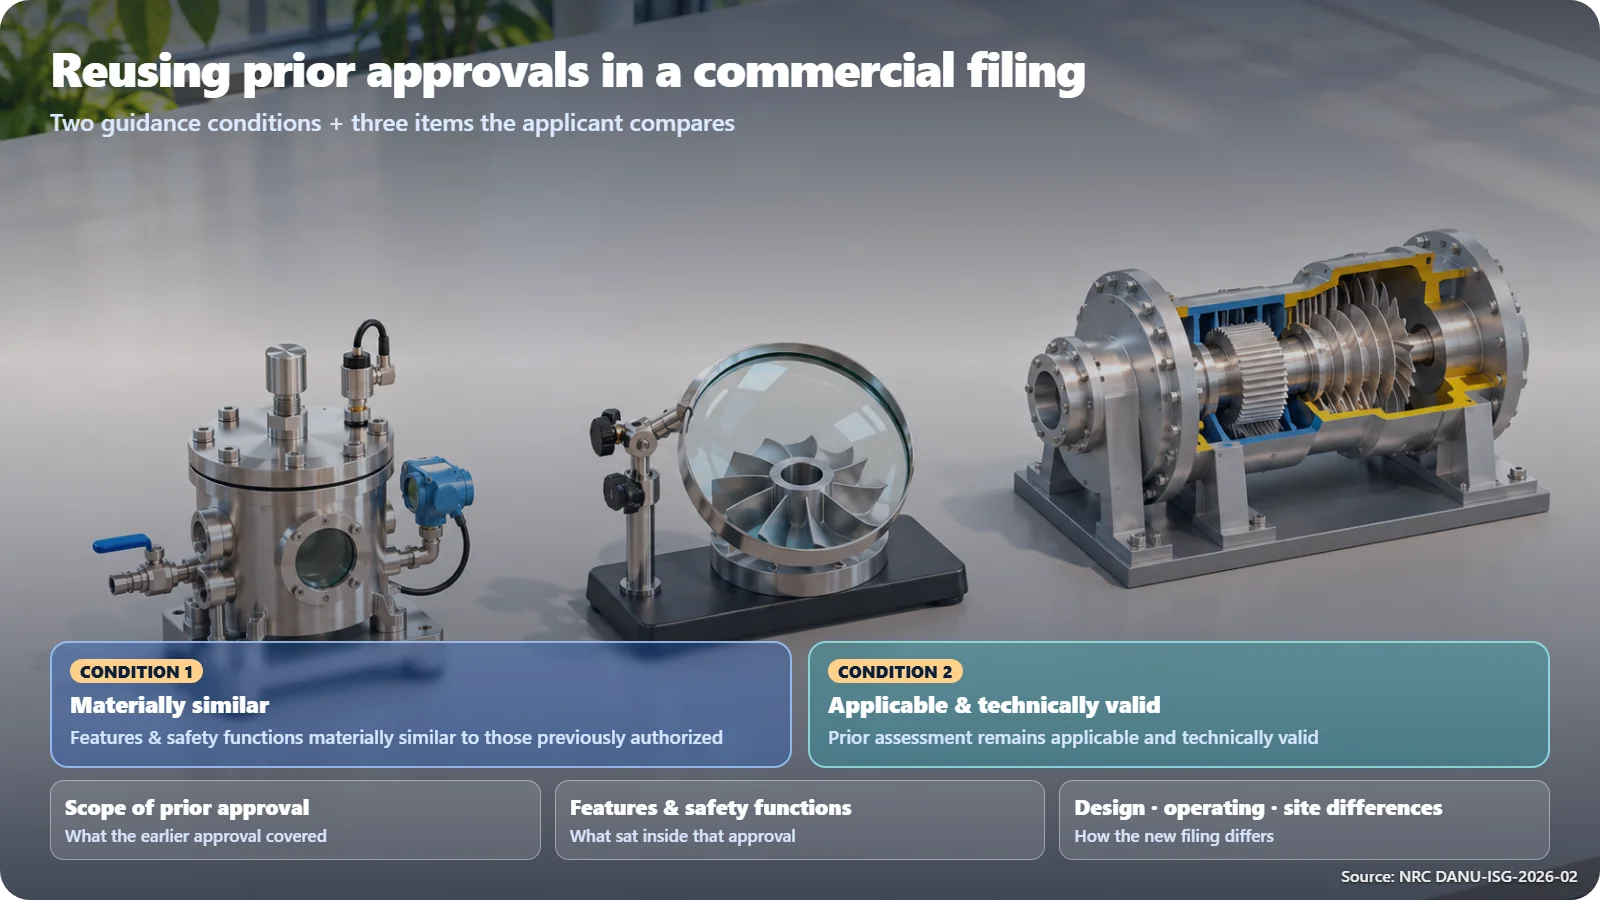 Reusing prior approvals in a commercial filing
Two guidance conditions + three items the applicant compares
CONDITION 1
Materially similar
Features & safety functions materially similar to those previously authorized
CONDITION 2
Applicable & technically valid
Prior assessment remains applicable and technically valid
Scope of prior approval
What the earlier approval covered
Features & safety functions
What sat inside that approval
Design · operating · site differences
How the new filing differs
Source: NRC DANU-ISG-2026-02